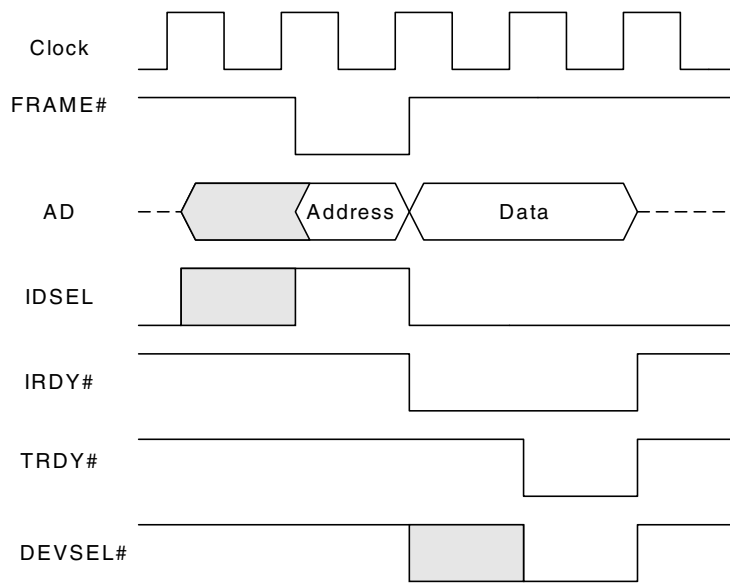 Clock
FRAME#
AD
Address
Data
IDSEL
IRDY#
TRDY#
DEVSEL#